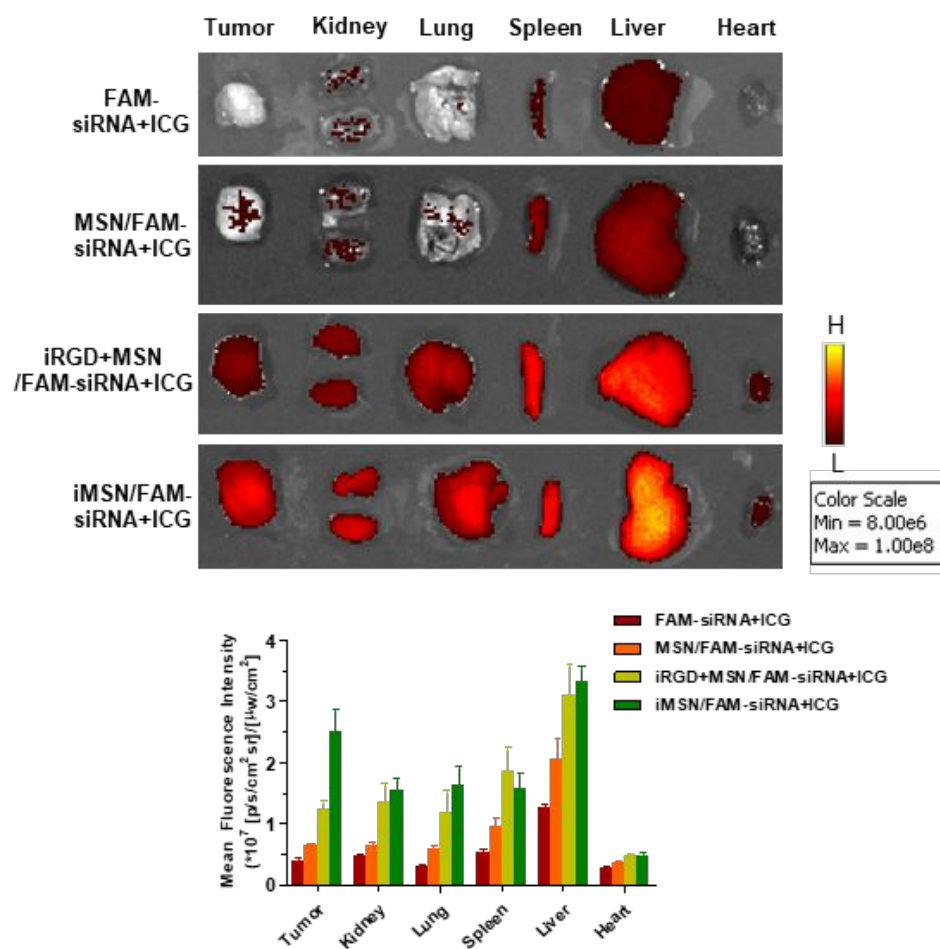 Tumor Kidney Lung Spleen Liver Heart
FAM-
siRNA+ICG
MSN/FAM-
siRNA+ICG
iRGD+MSN
/FAM-siRNA+ICG
iMSN/FAM-
siRNA+ICG
H
L
Color Scale
Min = 8.00e6
Max = 1.00e8
FAM-siRNA+ICG
MSN/FAM-siRNA+ICG
iRGD+MSN/FAM-siRNA+ICG
iMSN/FAM-siRNA+ICG
Mean Fluorescence Intensity
(*10⁷ [p/s/cm² sr]/[µw/cm²]
4
3
2
1
0
Tumor Kidney Lung Spleen Liver Heart